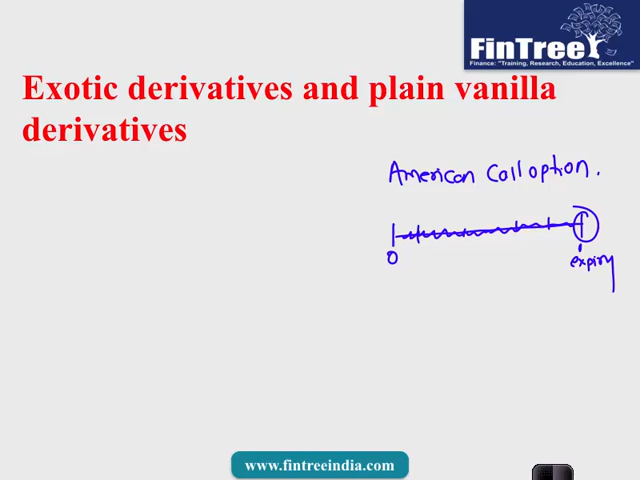 FinTree
Finance: "Training, Research, Education, Excellence"
Exotic derivatives and plain vanilla
derivatives
American Call option.
0
expiry
www.fintreeindia.com